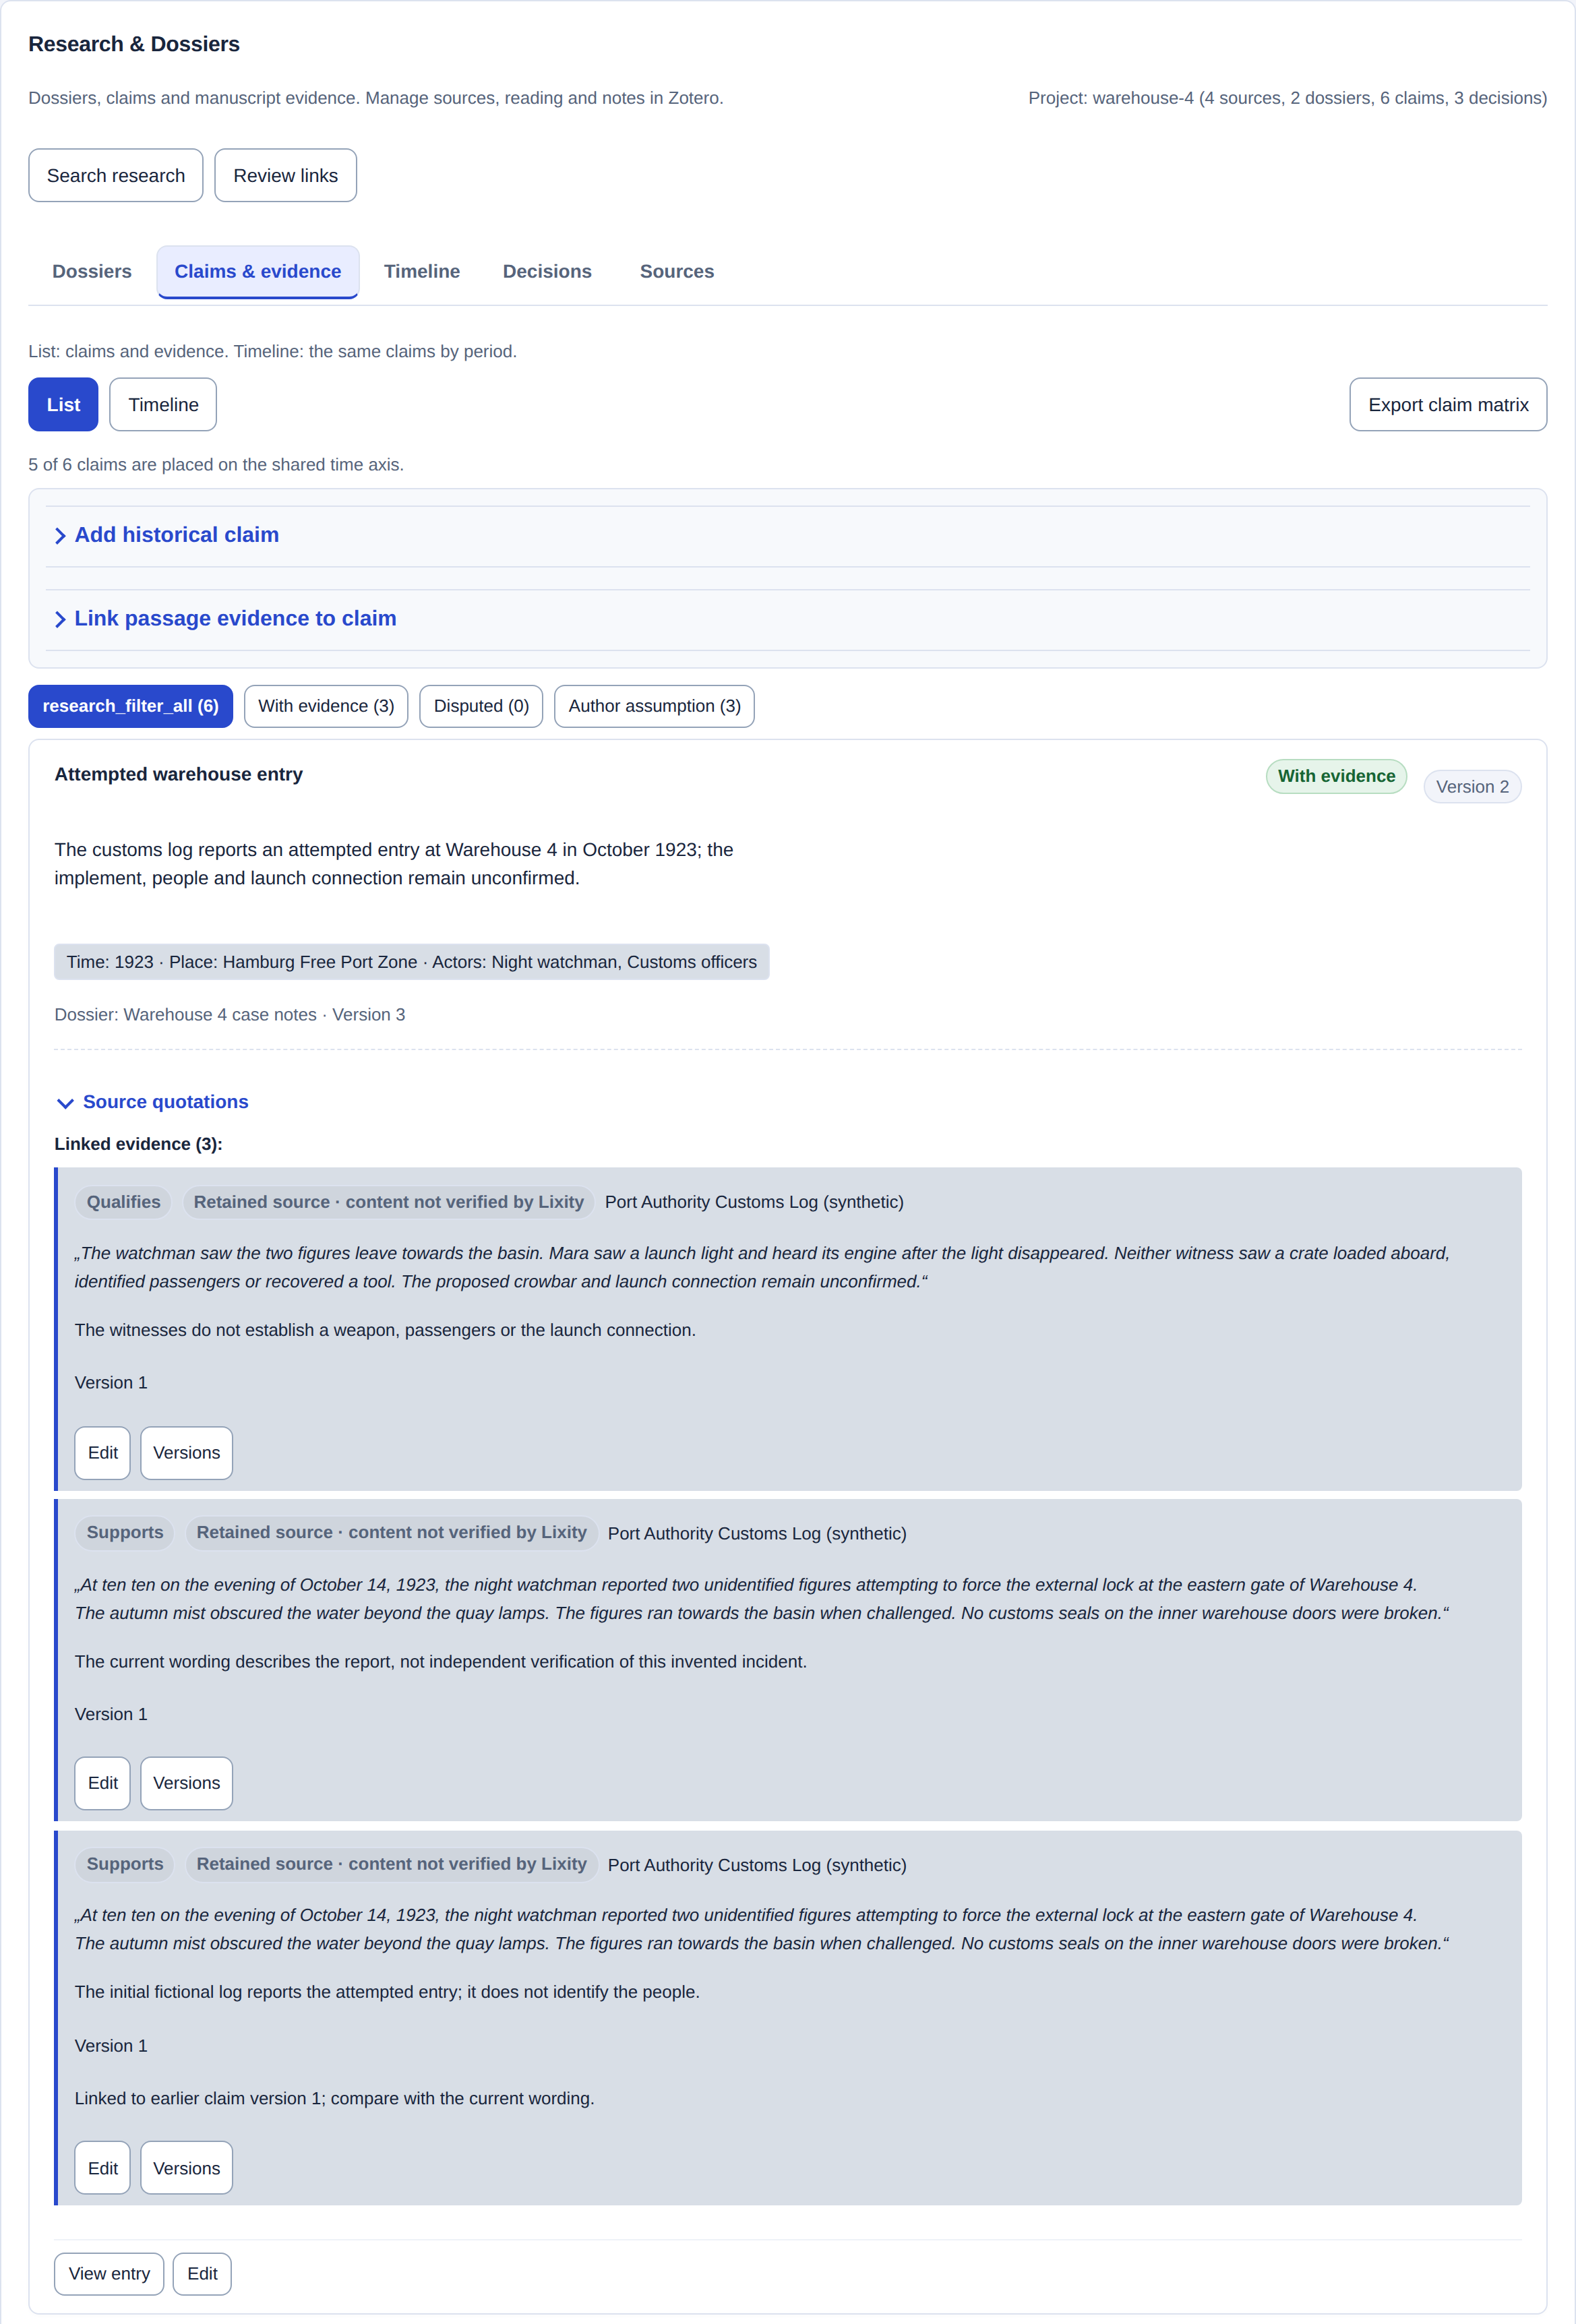 Research & Dossiers
Dossiers, claims and manuscript evidence. Manage sources, reading and notes in Zotero.
Project: warehouse-4 (4 sources, 2 dossiers, 6 claims, 3 decisions)
Search research
Review links
Dossiers
Claims & evidence
Timeline
Decisions
Sources
List: claims and evidence. Timeline: the same claims by period.
List
Timeline
Export claim matrix
5 of 6 claims are placed on the shared time axis.
Add historical claim
Link passage evidence to claim
research_filter_all (6)
With evidence (3)
Disputed (0)
Author assumption (3)
Attempted warehouse entry
With evidence
Version 2
The customs log reports an attempted entry at Warehouse 4 in October 1923; the
implement, people and launch connection remain unconfirmed.
Time: 1923 · Place: Hamburg Free Port Zone · Actors: Night watchman, Customs officers
Dossier: Warehouse 4 case notes · Version 3
Source quotations
Linked evidence (3):
Qualifies
Retained source · content not verified by Lixity
Port Authority Customs Log (synthetic)
„The watchman saw the two figures leave towards the basin. Mara saw a launch light and heard its engine after the light disappeared. Neither witness saw a crate loaded aboard,
identified passengers or recovered a tool. The proposed crowbar and launch connection remain unconfirmed.“
The witnesses do not establish a weapon, passengers or the launch connection.
Version 1
Edit
Versions
Supports
Retained source · content not verified by Lixity
Port Authority Customs Log (synthetic)
„At ten ten on the evening of October 14, 1923, the night watchman reported two unidentified figures attempting to force the external lock at the eastern gate of Warehouse 4.
The autumn mist obscured the water beyond the quay lamps. The figures ran towards the basin when challenged. No customs seals on the inner warehouse doors were broken.“
The current wording describes the report, not independent verification of this invented incident.
Version 1
Edit
Versions
Supports
Retained source · content not verified by Lixity
Port Authority Customs Log (synthetic)
„At ten ten on the evening of October 14, 1923, the night watchman reported two unidentified figures attempting to force the external lock at the eastern gate of Warehouse 4.
The autumn mist obscured the water beyond the quay lamps. The figures ran towards the basin when challenged. No customs seals on the inner warehouse doors were broken.“
The initial fictional log reports the attempted entry; it does not identify the people.
Version 1
Linked to earlier claim version 1; compare with the current wording.
Edit
Versions
View entry
Edit